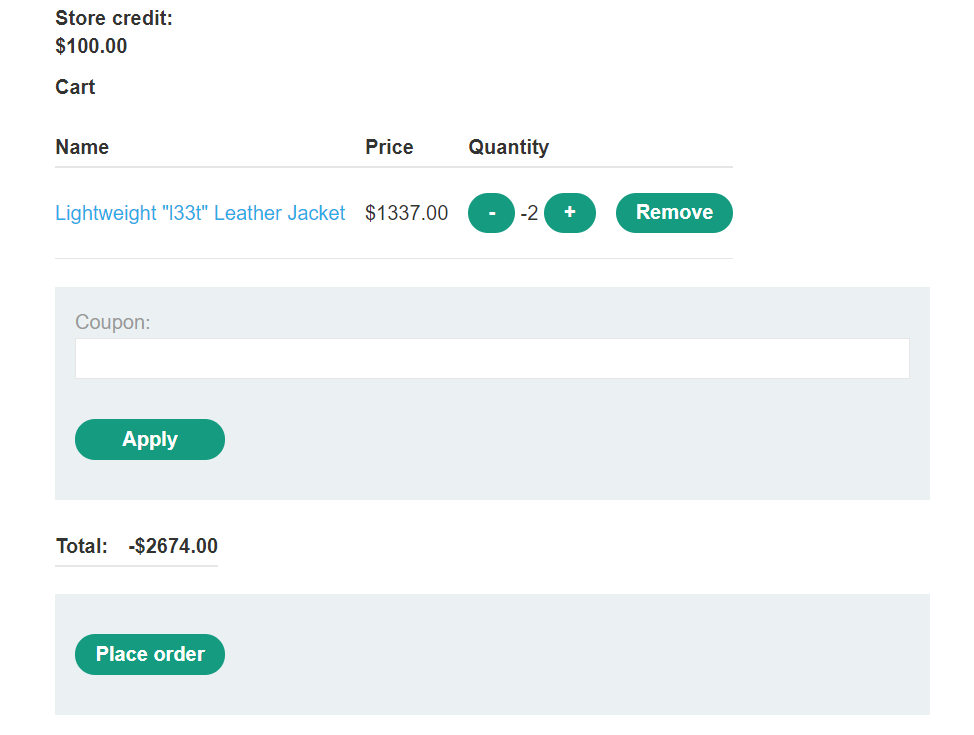 Store credit:
$100.00
Cart
Name Price Quantity
Lightweight "l33t" Leather Jacket $1337.00 - -2 + Remove
Coupon:
Apply
Total: -$2674.00
Place order